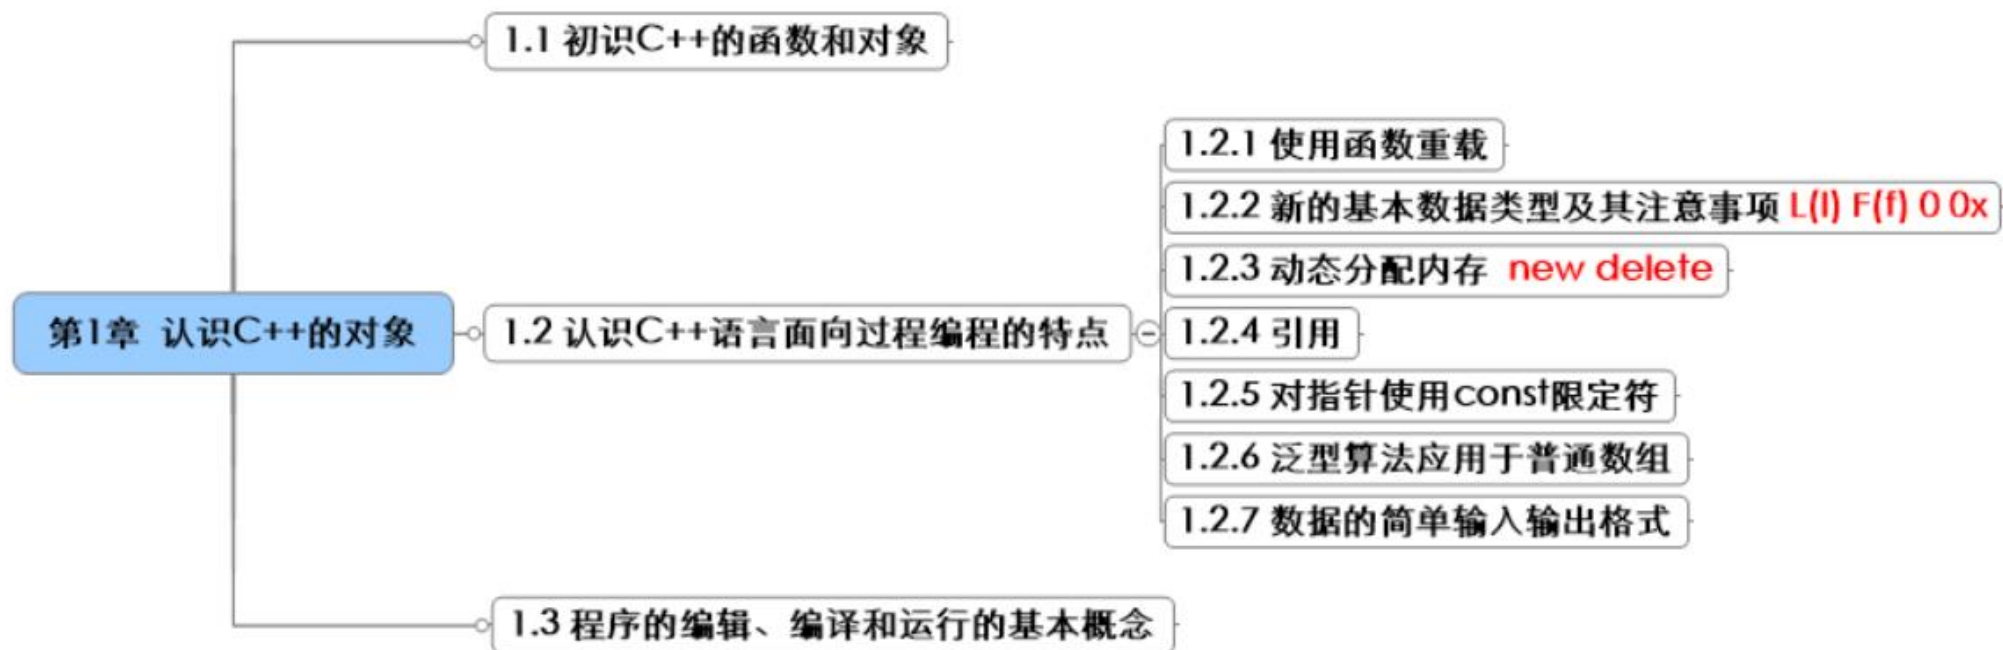 1.1 初识C++的函数和对象
1.2.1 使用函数重载
1.2.2 新的基本数据类型及其注意事项 L(l) F(f) 0 0x
1.2.3 动态分配内存 new delete
第1章 认识C++的对象
1.2 认识C++语言面向过程编程的特点
1.2.4 引用
1.2.5 对指针使用const限定符
1.2.6 泛型算法应用于普通数组
1.2.7 数据的简单输入输出格式
1.3 程序的编辑、编译和运行的基本概念